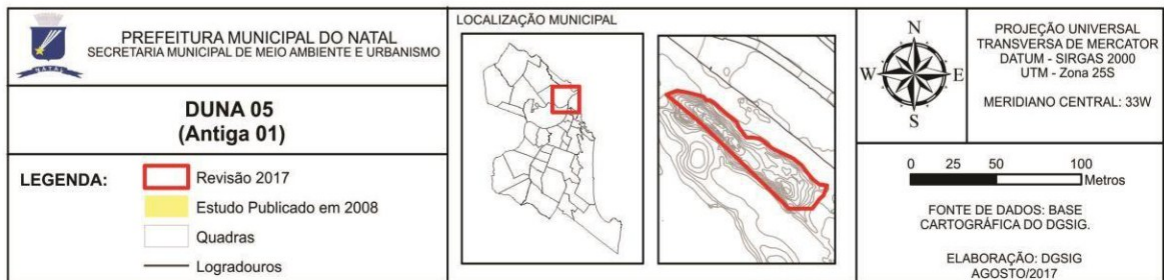 PREFEITURA MUNICIPAL DO NATAL
SECRETARIA MUNICIPAL DE MEIO AMBIENTE E URBANISMO
NATAL
DUNA 05
(Antiga 01)
LEGENDA:
Revisão 2017
Estudo Publicado em 2008
Quadras
Logradouros
LOCALIZAÇÃO MUNICIPAL
N
W
E
S
PROJEÇÃO UNIVERSAL
TRANSVERSA DE MERCATOR
DATUM - SIRGAS 2000
UTM - Zona 25S
MERIDIANO CENTRAL: 33W
0 25 50 100
Metros
FONTE DE DADOS: BASE
CARTOGRÁFICA DO DGSIG.
ELABORAÇÃO: DGSIG
AGOSTO/2017